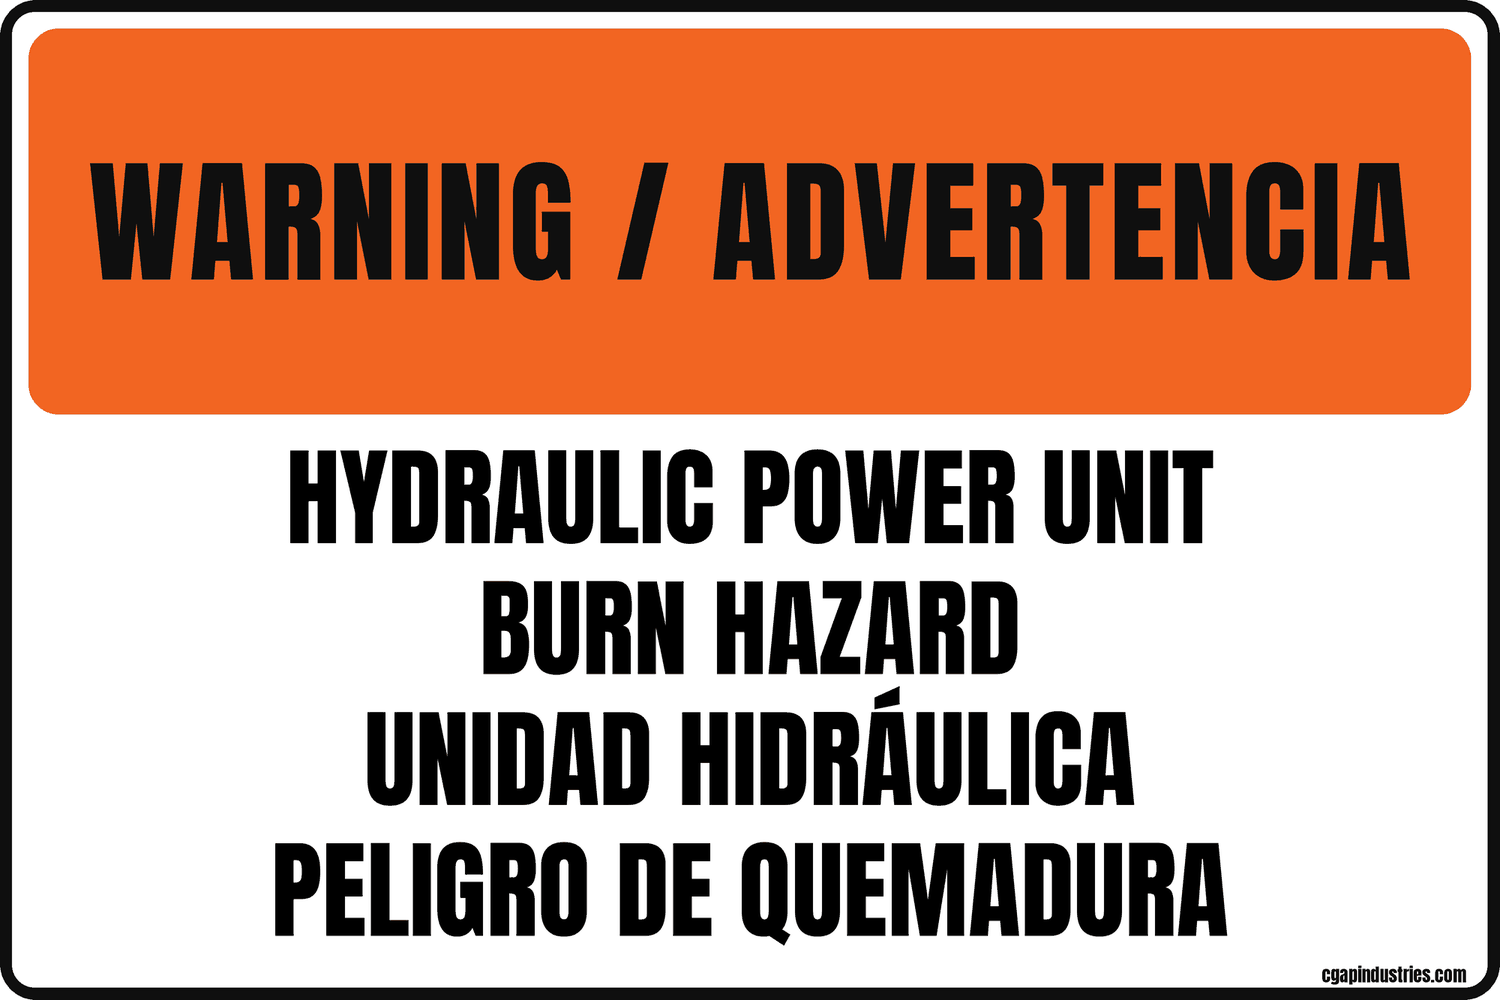 WARNING / ADVERTENCIA
HYDRAULIC POWER UNIT
BURN HAZARD
UNIDAD HIDRÁULICA
PELIGRO DE QUEMADURA
cgapindustries.com